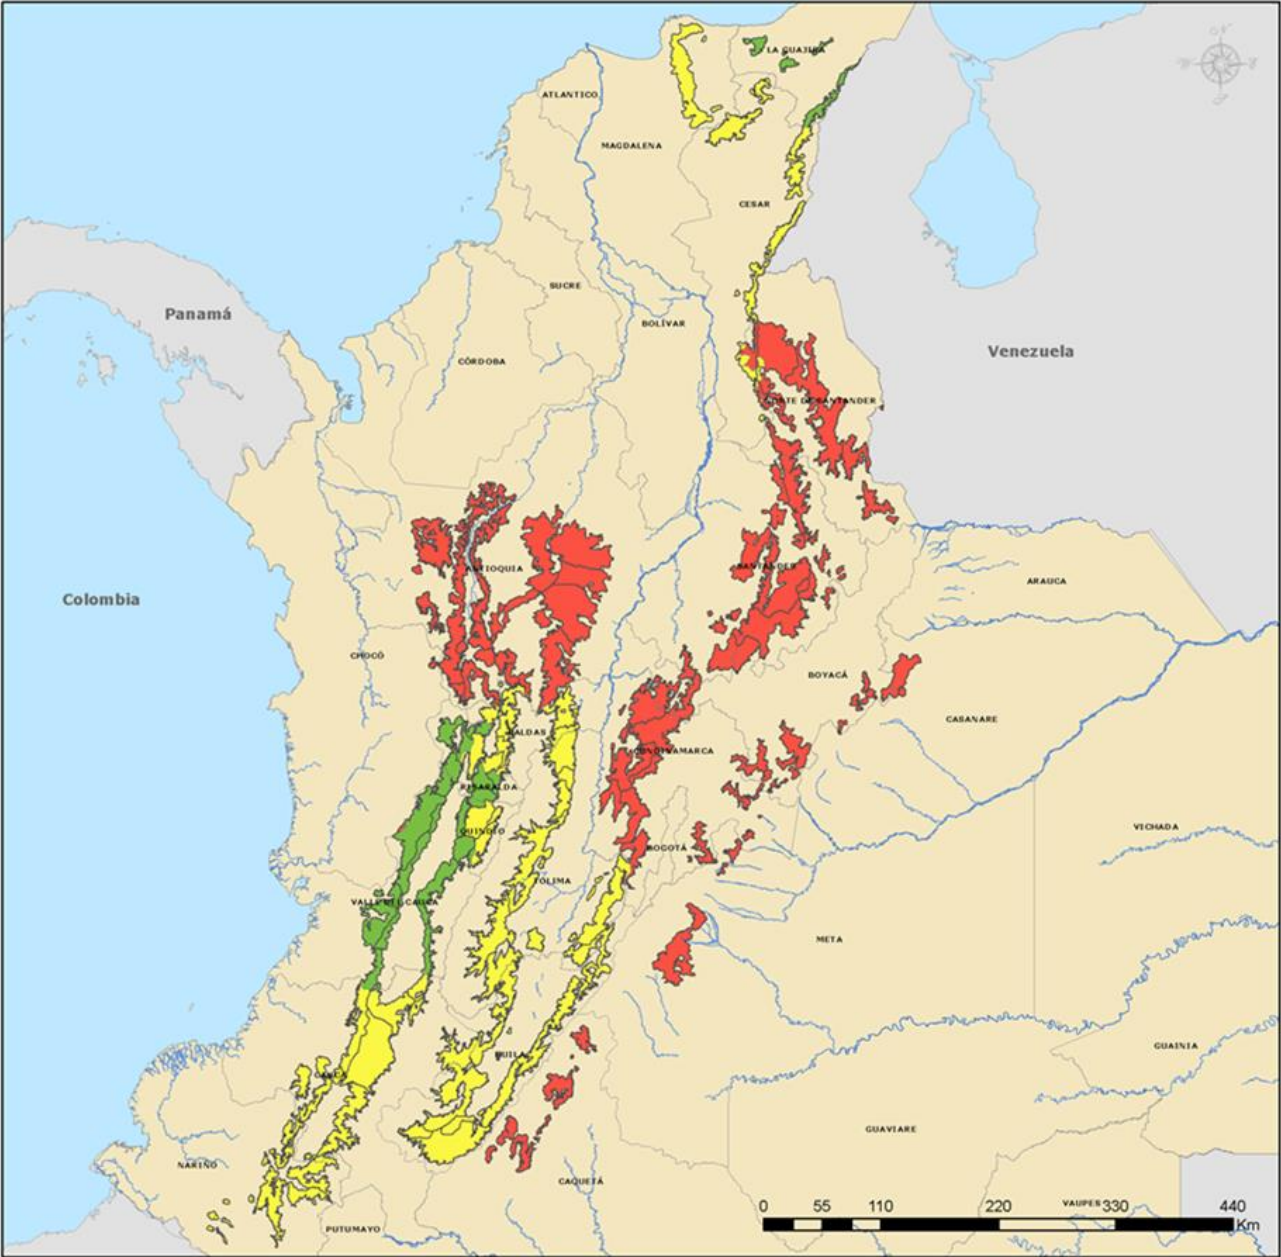 LA GUAJIRA
ATLANTICO
MAGDALENA
CESAR
SUCRE
BOLÍVAR
Panamá
Venezuela
CÓRDOBA
NORTE DE SANTANDER
ANTIOQUIA
SANTANDER
ARAUCA
Colombia
CHOCÓ
BOYACÁ
CASANARE
CALDAS
CUNDINAMARCA
RISARALDA
QUINDÍO
VICHADA
BOGOTÁ
TOLIMA
VALLE DEL CAUCA
META
HUILA
GUAINIA
CAUCA
GUAVIARE
NARIÑO
CAQUETÁ
VAUPES
PUTUMAYO
0 55 110 220 330 440
Km